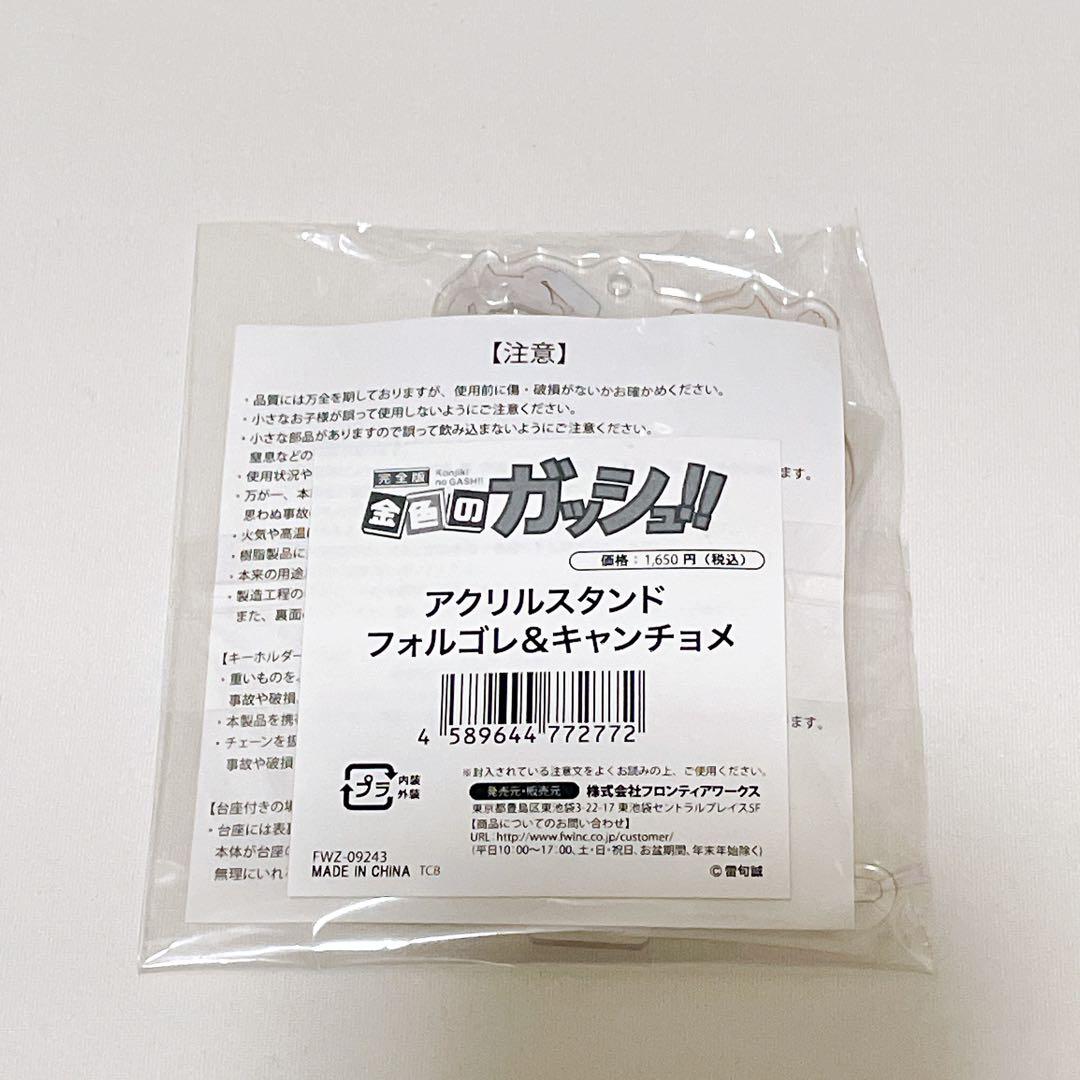 【注意】
・品質には万全を期しておりますが、使用前に傷・破損がないかお確かめください。
・小さなお子様が誤って使用しないようにご注意ください。
・小さな部品がありますので誤って飲み込まないようにご注意ください。
窒息などの
・使用状況や
ます。
・万が一、本
思わぬ事故
・火気や高温
・樹脂製品に
・本来の用途
・製造工程の
また、裏面
【キーホルダー
・重いものを
事故や破損
・本製品を携
ます。
・チェーンを扱
事故や破損
【台座付きの場
・台座には表
本体が台座の
無理にいれ
完全版
Konjiki
no GASH!!
金色のガッシュ!!
価格：1,650円（税込）
アクリルスタンド
フォルゴレ＆キャンチョメ
4 589644 772772
プラ
内装
外装
※封入されている注意文をよくお読みの上、ご使用ください。
発売元・販売元 株式会社フロンティアワークス
東京都豊島区東池袋3-22-17 東池袋セントラルプレイス5F
【商品についてのお問い合わせ】
URL：http://www.fwinc.co.jp/customer/
(平日10：00～17：00、土・日・祝日、お盆期間、年末年始除く)
FWZ-09243
MADE IN CHINA TCB
©雷句誠